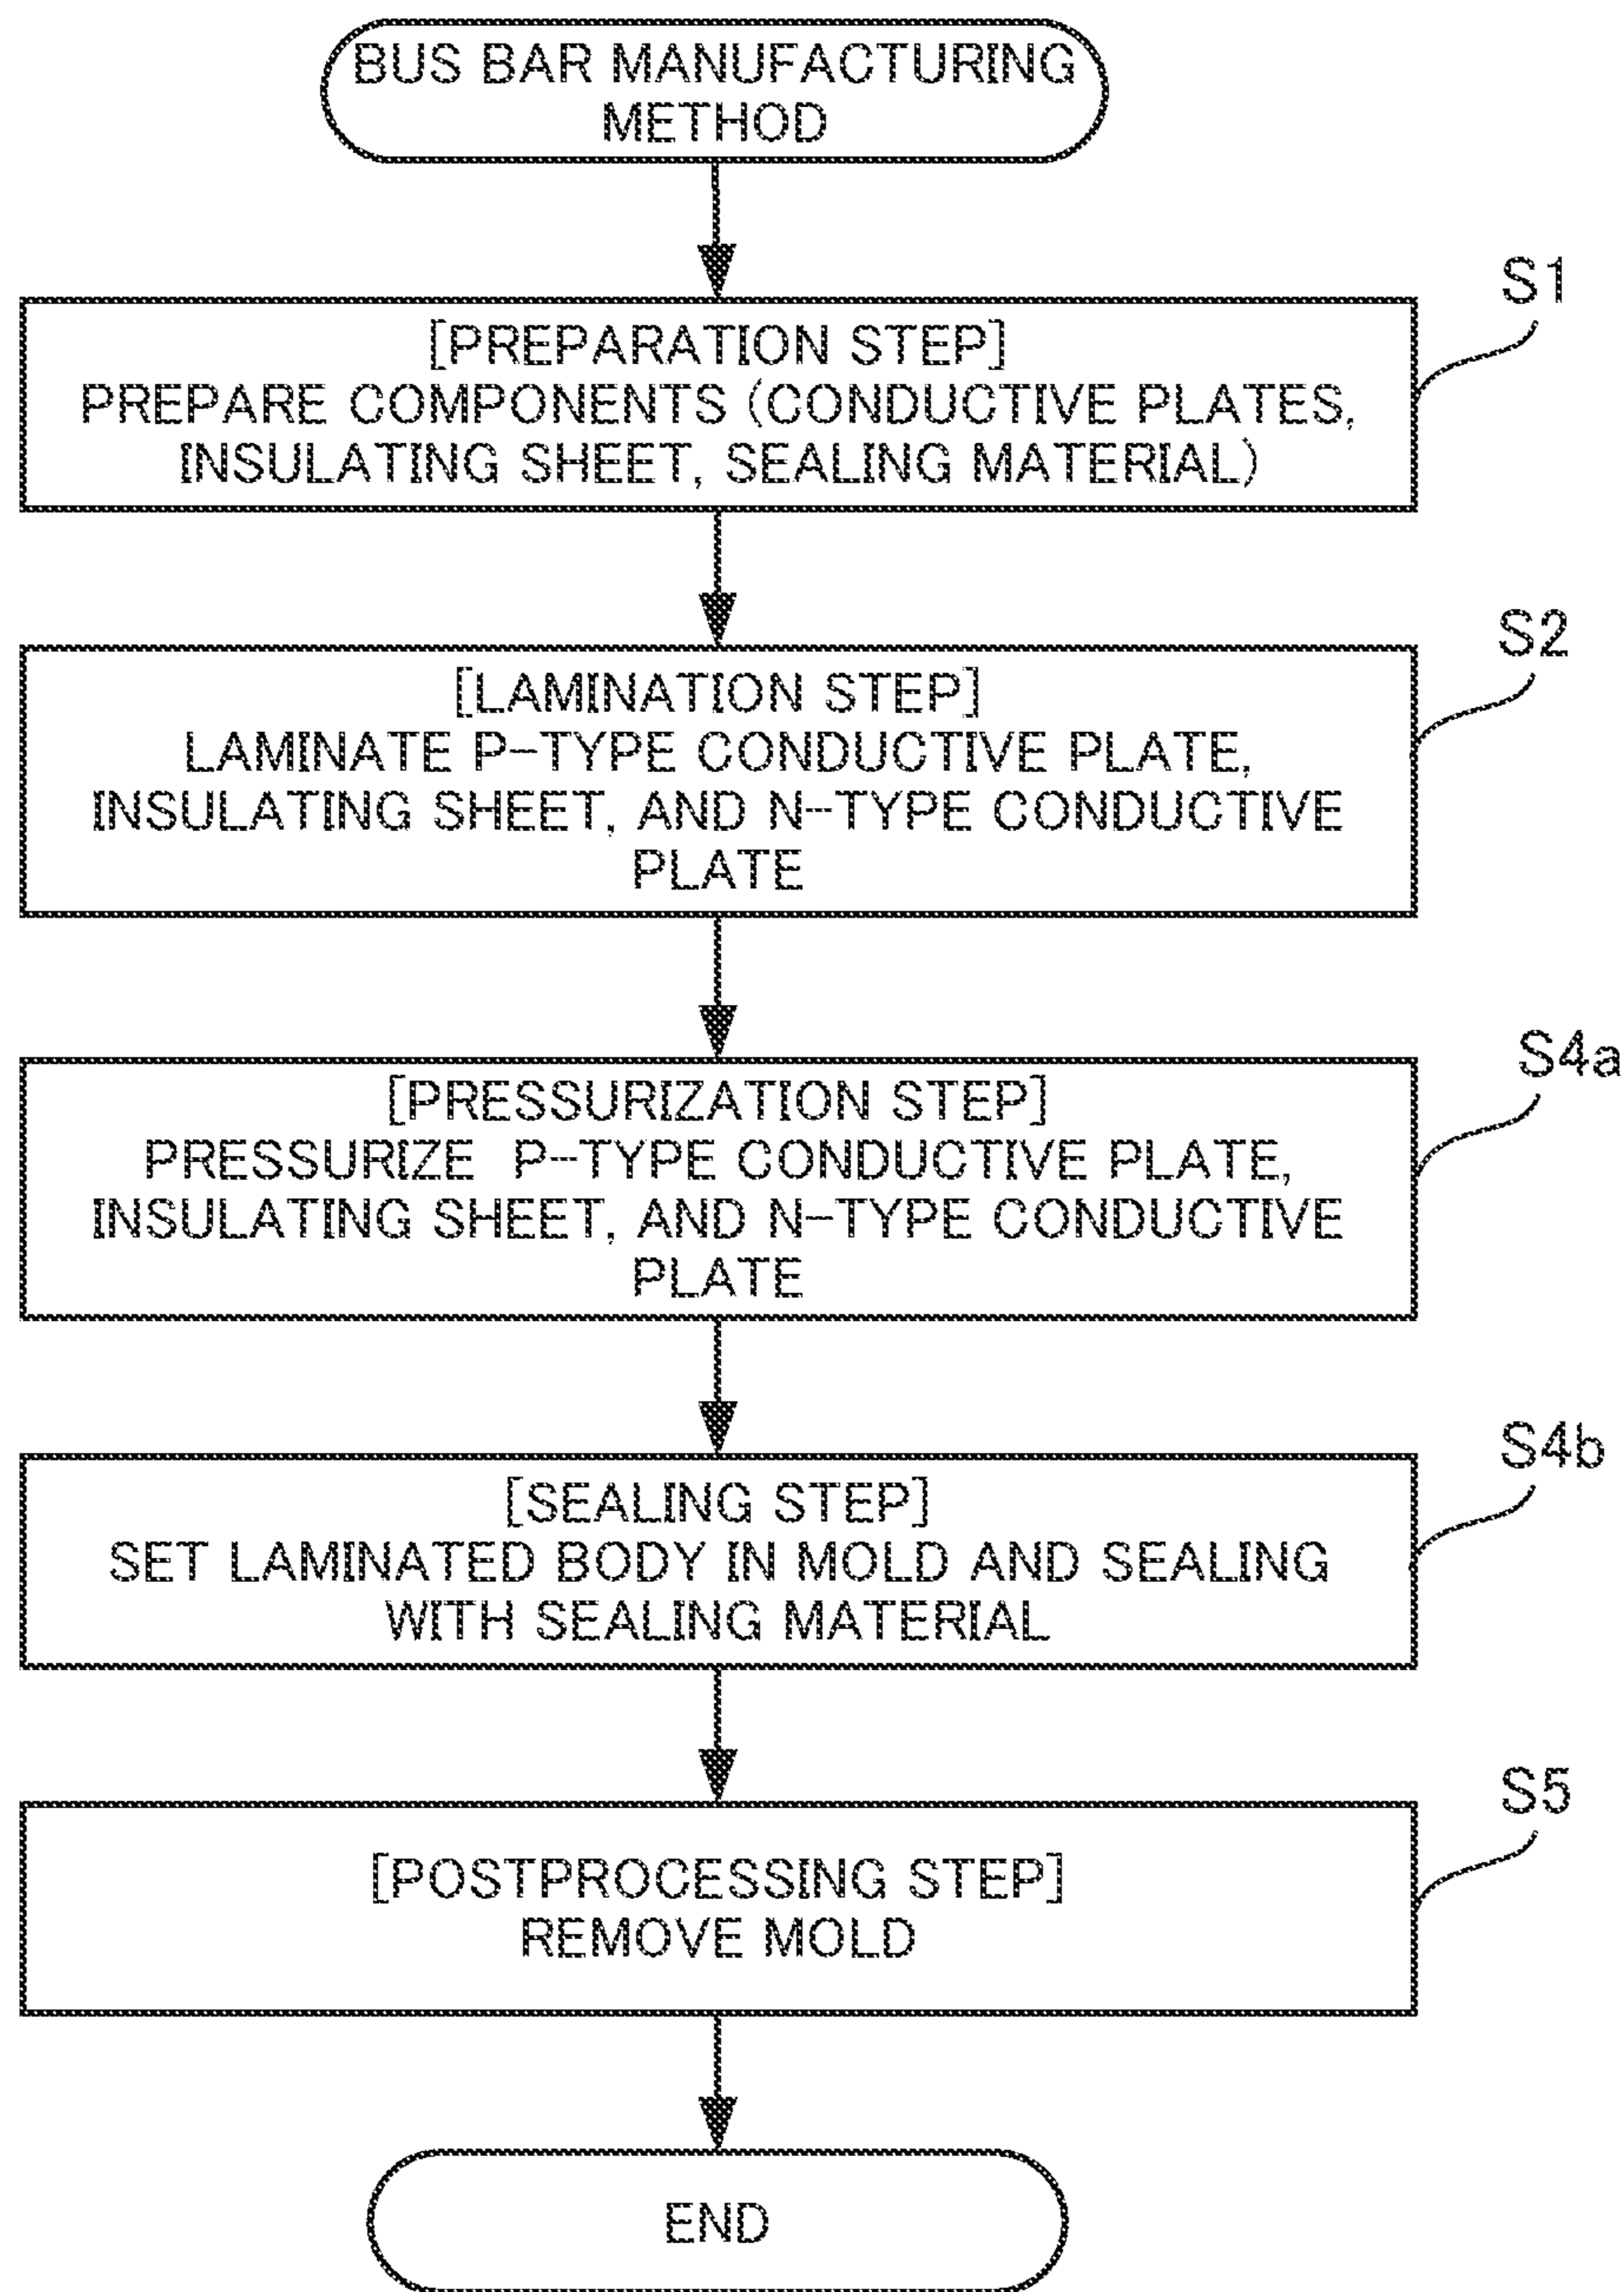 BUS BAR MANUFACTURING
METHOD
S1
[PREPARATION STEP]
PREPARE COMPONENTS (CONDUCTIVE PLATES,
INSULATING SHEET, SEALING MATERIAL)
S2
[LAMINATION STEP]
LAMINATE P-TYPE CONDUCTIVE PLATE,
INSULATING SHEET, AND N-TYPE CONDUCTIVE
PLATE
S4a
[PRESSURIZATION STEP]
PRESSURIZE P-TYPE CONDUCTIVE PLATE,
INSULATING SHEET, AND N-TYPE CONDUCTIVE
PLATE
S4b
[SEALING STEP]
SET LAMINATED BODY IN MOLD AND SEALING
WITH SEALING MATERIAL
S5
[POSTPROCESSING STEP]
REMOVE MOLD
END